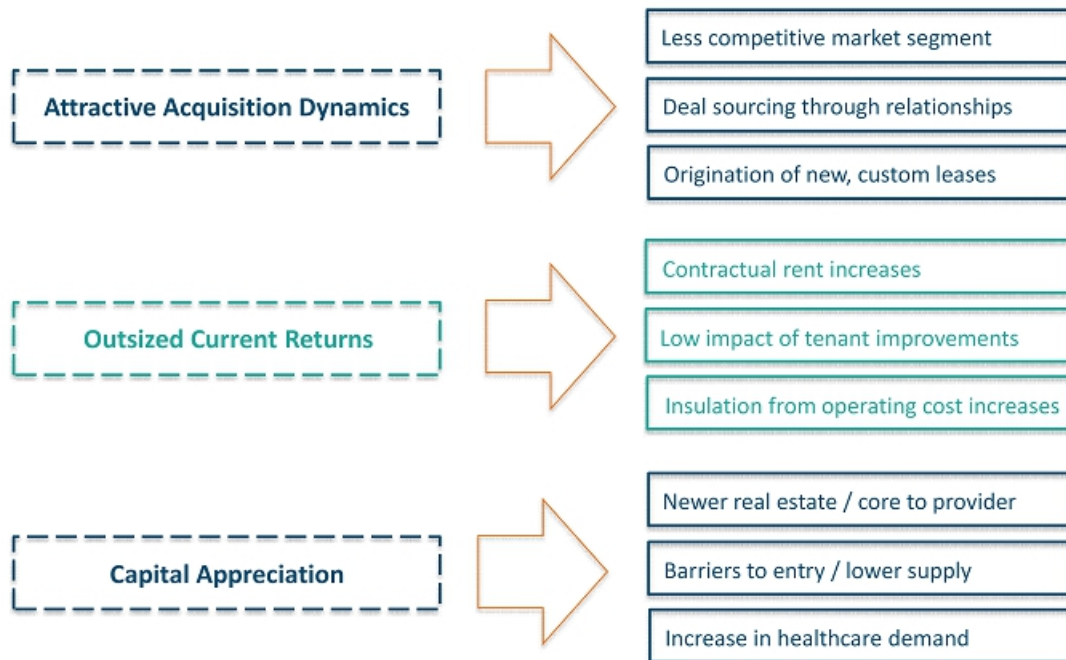 Attractive Acquisition Dynamics
Less competitive market segment
Deal sourcing through relationships
Origination of new, custom leases
Outsized Current Returns
Contractual rent increases
Low impact of tenant improvements
Insulation from operating cost increases
Capital Appreciation
Newer real estate / core to provider
Barriers to entry / lower supply
Increase in healthcare demand